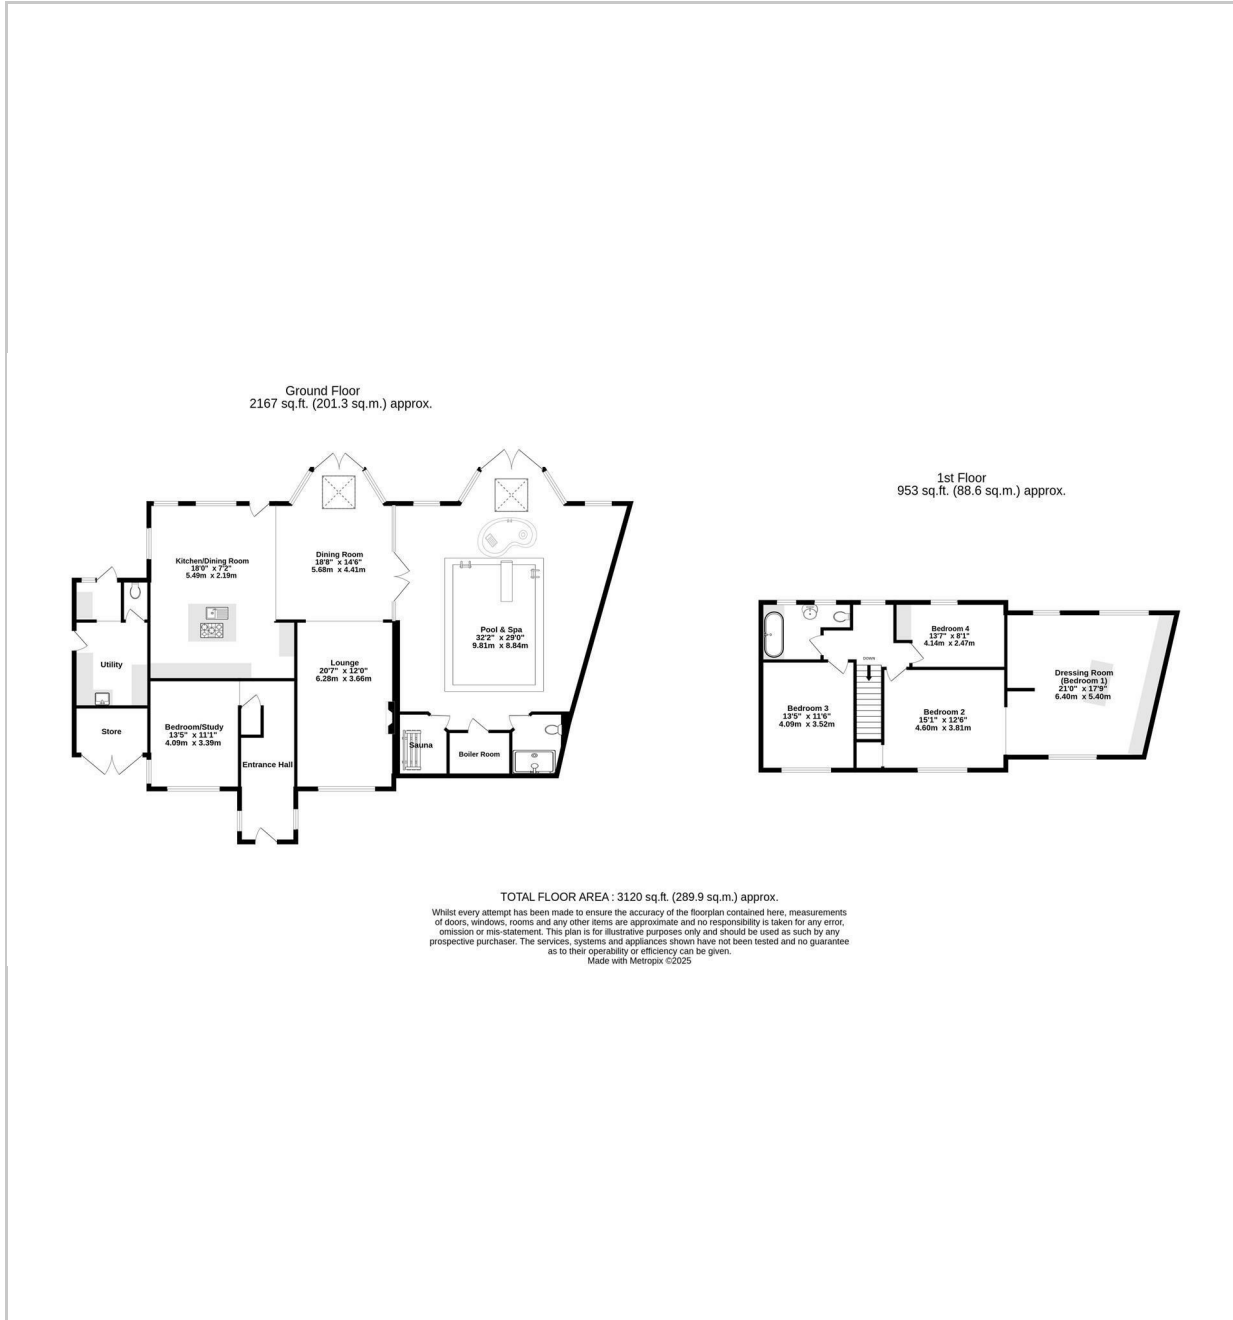 Ground Floor
2167 sq.ft. (201.3 sq.m.) approx.
Kitchen/Dining Room
18'0" x 7'2"
5.49m x 2.19m
Dining Room
18'8" x 14'6"
5.68m x 4.41m
Pool & Spa
32'2" x 29'0"
9.81m x 8.84m
Utility
Lounge
20'7" x 12'0"
6.28m x 3.66m
Store
Bedroom/Study
13'5" x 11'1"
4.09m x 3.39m
Entrance Hall
Sauna
Boiler Room
1st Floor
953 sq.ft. (88.6 sq.m.) approx.
Bedroom 4
13'7" x 8'1"
4.14m x 2.47m
DOWN
Dressing Room
(Bedroom 1)
21'0" x 17'9"
6.40m x 5.40m
Bedroom 3
13'5" x 11'6"
4.09m x 3.52m
Bedroom 2
15'1" x 12'6"
4.60m x 3.81m
TOTAL FLOOR AREA : 3120 sq.ft. (289.9 sq.m.) approx.
Whilst every attempt has been made to ensure the accuracy of the floorplan contained here, measurements
of doors, windows, rooms and any other items are approximate and no responsibility is taken for any error,
omission or mis-statement. This plan is for illustrative purposes only and should be used as such by any
prospective purchaser. The services, systems and appliances shown have not been tested and no guarantee
as to their operability or efficiency can be given.
Made with Metropix ©2025